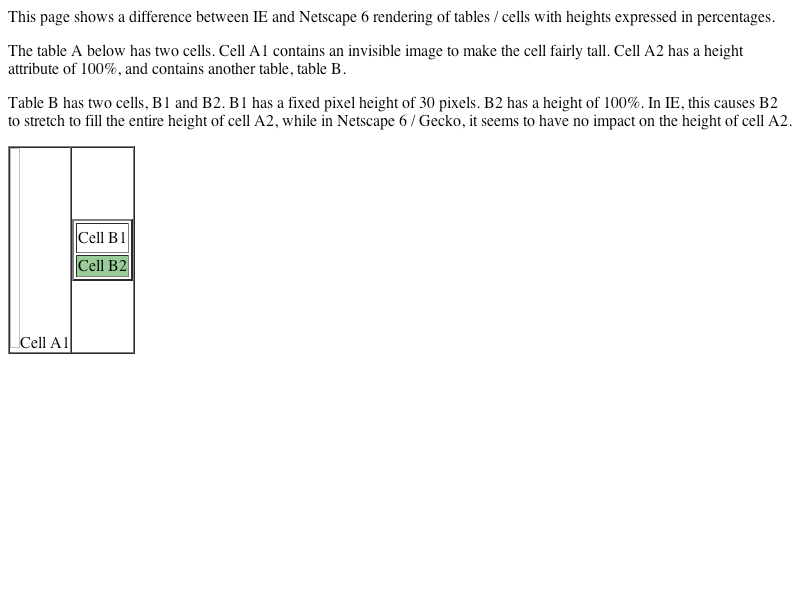 This page shows a difference between IE and Netscape 6 rendering of tables / cells with heights expressed in percentages.
The table A below has two cells. Cell A1 contains an invisible image to make the cell fairly tall. Cell A2 has a height
attribute of 100%, and contains another table, table B.
Table B has two cells, B1 and B2. B1 has a fixed pixel height of 30 pixels. B2 has a height of 100%. In IE, this causes B2
to stretch to fill the entire height of cell A2, while in Netscape 6 / Gecko, it seems to have no impact on the height of cell A2.
Cell B1
Cell B2
Cell A1